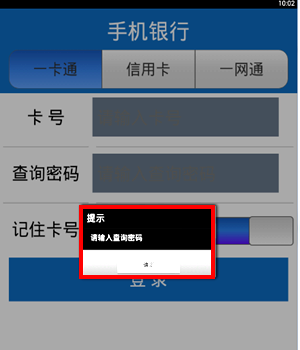 10:02
手机银行
一卡通 信用卡 一网通
卡 号
查询密码
记住卡号
提示
请输入查询密码
登 录